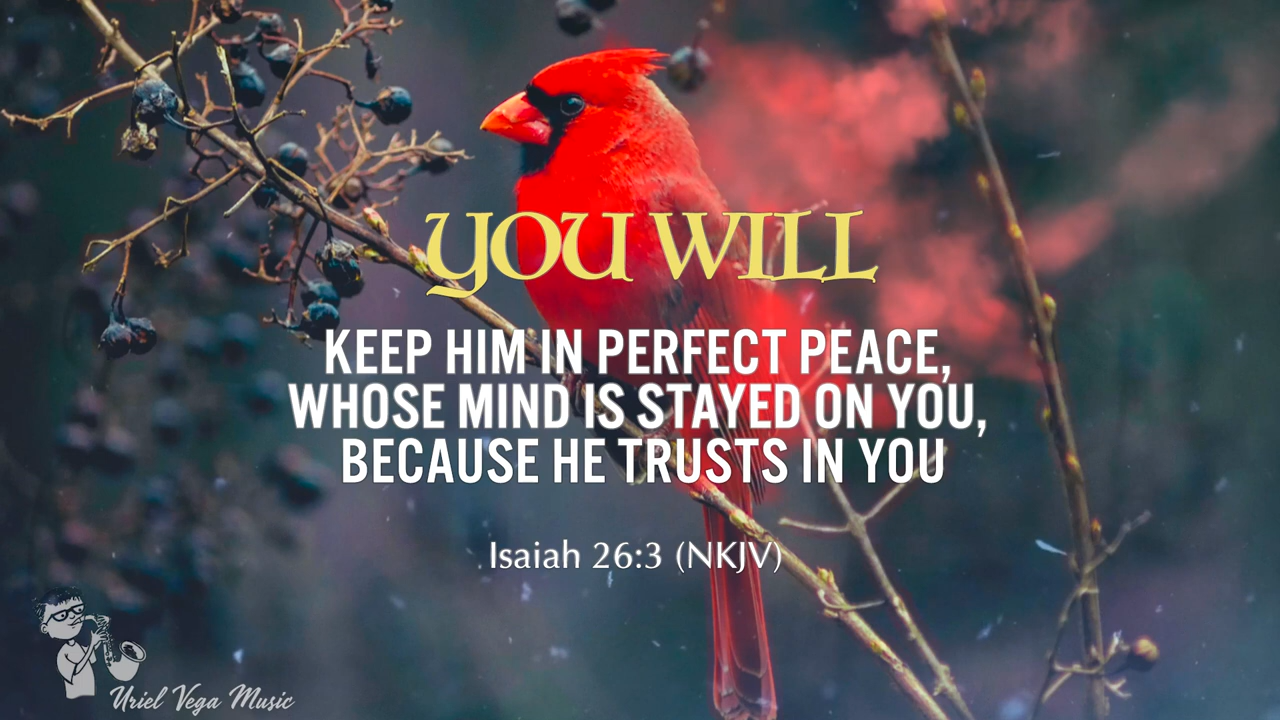 YOU WILL
KEEP HIM IN PERFECT PEACE,
WHOSE MIND IS STAYED ON YOU,
BECAUSE HE TRUSTS IN YOU
Isaiah 26:3 (NKJV)
Uriel Vega Music